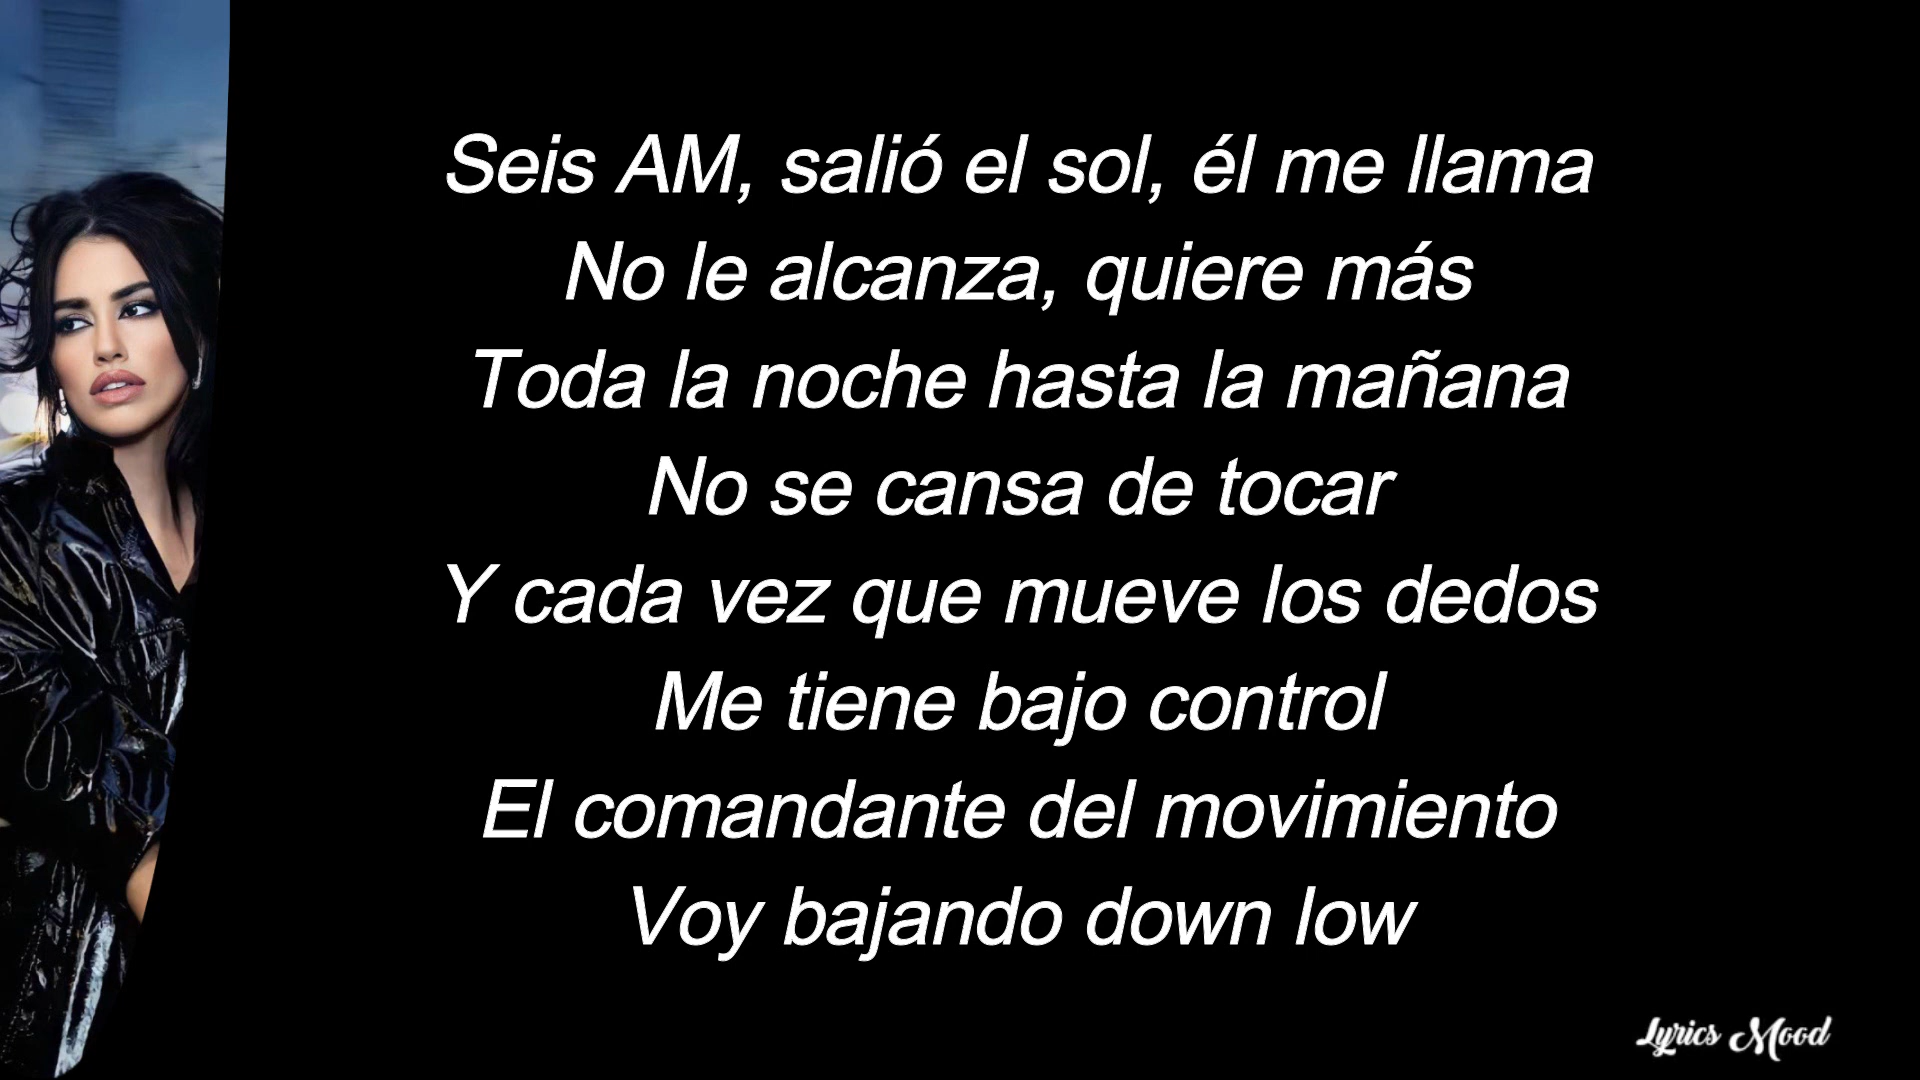 Seis AM, salió el sol, él me llama
No le alcanza, quiere más
Toda la noche hasta la mañana
No se cansa de tocar
Y cada vez que mueve los dedos
Me tiene bajo control
El comandante del movimiento
Voy bajando down low
Lyrics Mood